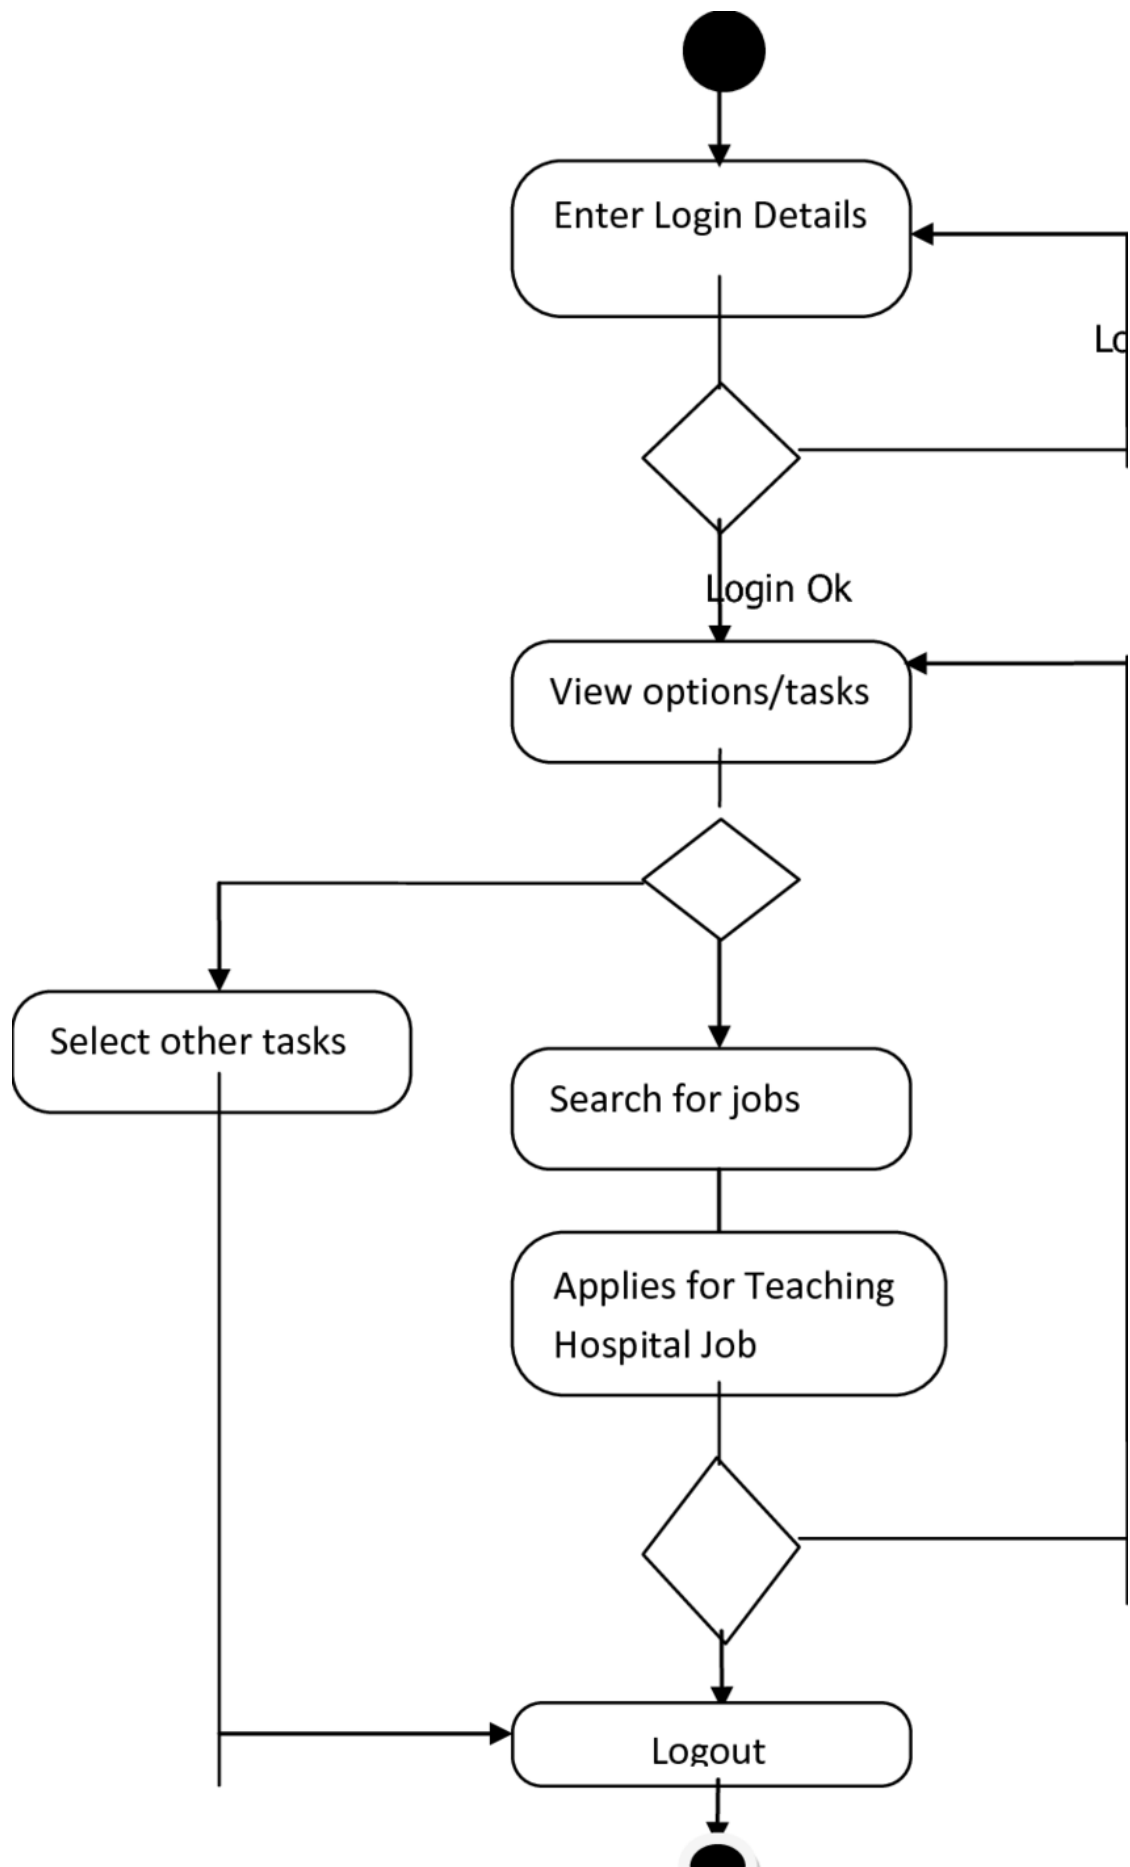 Enter Login Details
Lo
Login Ok
View options/tasks
Select other tasks
Search for jobs
Applies for Teaching
Hospital Job
Logout